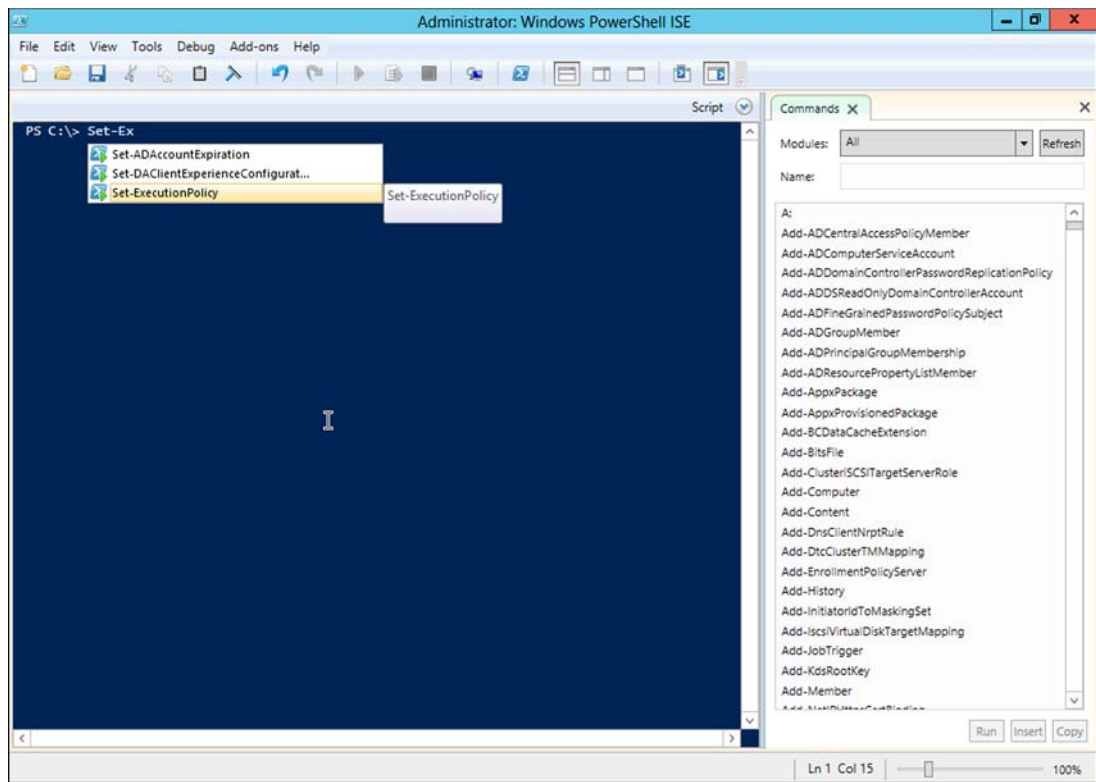 Administrator: Windows PowerShell ISE
File Edit View Tools Debug Add-ons Help
Script
PS C:\> Set-Ex
Set-ADAccountExpiration
Set-DAClientExperienceConfigurat...
Set-ExecutionPolicy
Set-ExecutionPolicy
Commands X
Modules: All Refresh
Name:
A:
Add-ADCentralAccessPolicyMember
Add-ADComputerServiceAccount
Add-ADDomainControllerPasswordReplicationPolicy
Add-ADDSReadOnlyDomainControllerAccount
Add-ADFineGrainedPasswordPolicySubject
Add-ADGroupMember
Add-ADPrincipalGroupMembership
Add-ADResourcePropertyListMember
Add-AppxPackage
Add-AppxProvisionedPackage
Add-BCDataCacheExtension
Add-BitsFile
Add-ClusteriSCSITargetServerRole
Add-Computer
Add-Content
Add-DnsClientNrptRule
Add-DtcClusterTMMapping
Add-EnrollmentPolicyServer
Add-History
Add-InitiatorIdToMaskingSet
Add-IscsiVirtualDiskTargetMapping
Add-JobTrigger
Add-KdsRootKey
Add-Member
Run Insert Copy
Ln 1 Col 15 100%